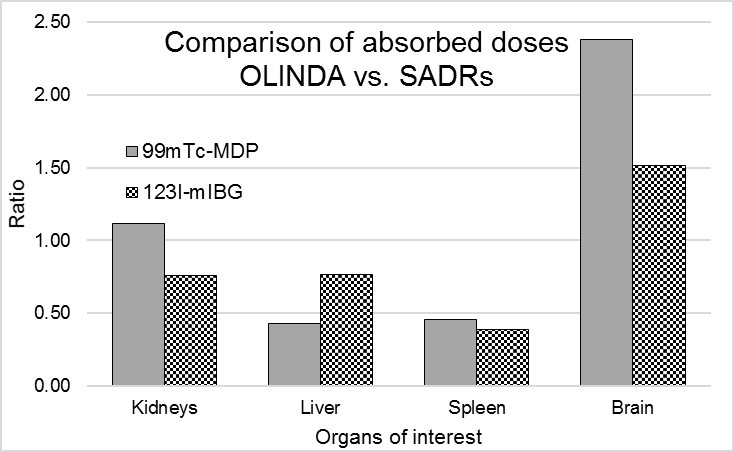 Comparison of absorbed doses
OLINDA vs. SADRs
2.50
2.00
1.50
1.00
0.50
0.00
Ratio
99mTc-MDP
123I-mIBG
Kidneys
Liver
Spleen
Brain
Organs of interest